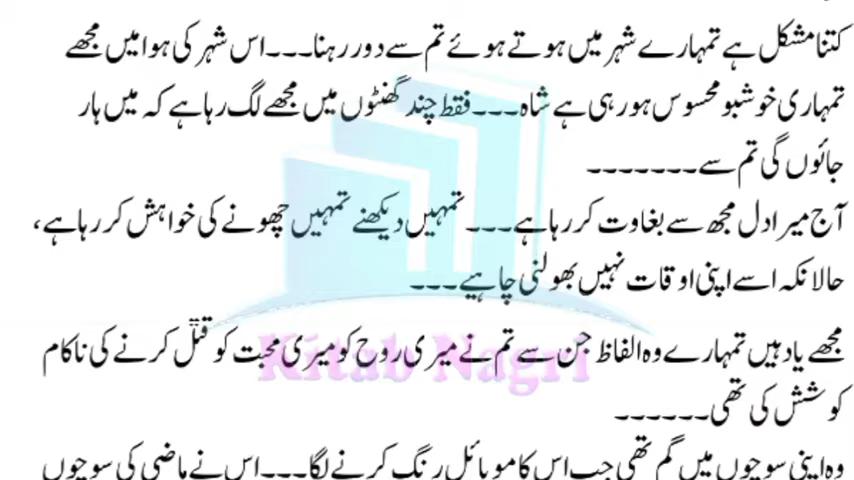 کتنا مشکل ہے تمہارے شہر میں ہوتے ہوئے تم سے دور رہنا۔۔۔اس شہر کی ہوا میں مجھے
تمہاری خوشبو محسوس ہو رہی ہے شاہ۔۔۔فقط چند گھنٹوں میں مجھے لگ رہا ہے کہ میں ہار
جائوں گی تم سے۔۔۔۔۔۔۔
آج میرا دل مجھ سے بغاوت کر رہا ہے۔۔۔تمہیں دیکھنے تمہیں چھونے کی خواہش کر رہا ہے،
حالانکہ اسے اپنی اوقات نہیں بھولنی چاہیے۔۔۔
مجھے یاد ہیں تمہارے وہ الفاظ جن سے تم نے میری روح کو میری محبت کو قتل کرنے کی ناکام
Kitab Nagri
کوشش کی تھی۔۔۔۔۔۔
وہ اپنی سوچوں میں گم تھی جب اس کا موبائل رنگ کرنے لگا۔۔۔اس نے ماضی کی سوچوں